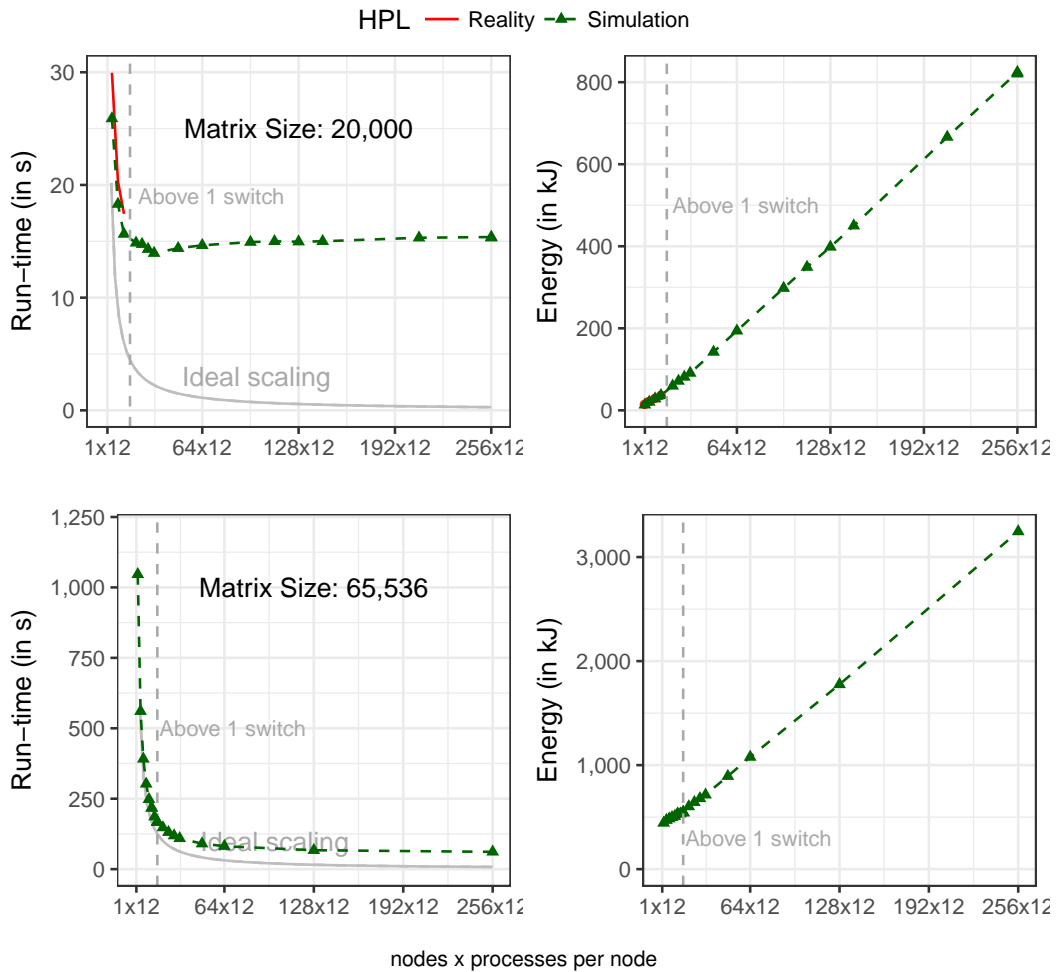 HPL Reality Simulation
Run−time (in s)
30
20
10
0
Matrix Size: 20,000
Above 1 switch
Ideal scaling
1x12 64x12 128x12 192x12 256x12
Energy (in kJ)
800
600
400
200
0
Above 1 switch
1x12 64x12 128x12 192x12 256x12
Run−time (in s)
1,250
1,000
750
500
250
0
Matrix Size: 65,536
Above 1 switch
Ideal scaling
1x12 64x12 128x12 192x12 256x12
Energy (in kJ)
3,000
2,000
1,000
0
Above 1 switch
1x12 64x12 128x12 192x12 256x12
nodes x processes per node